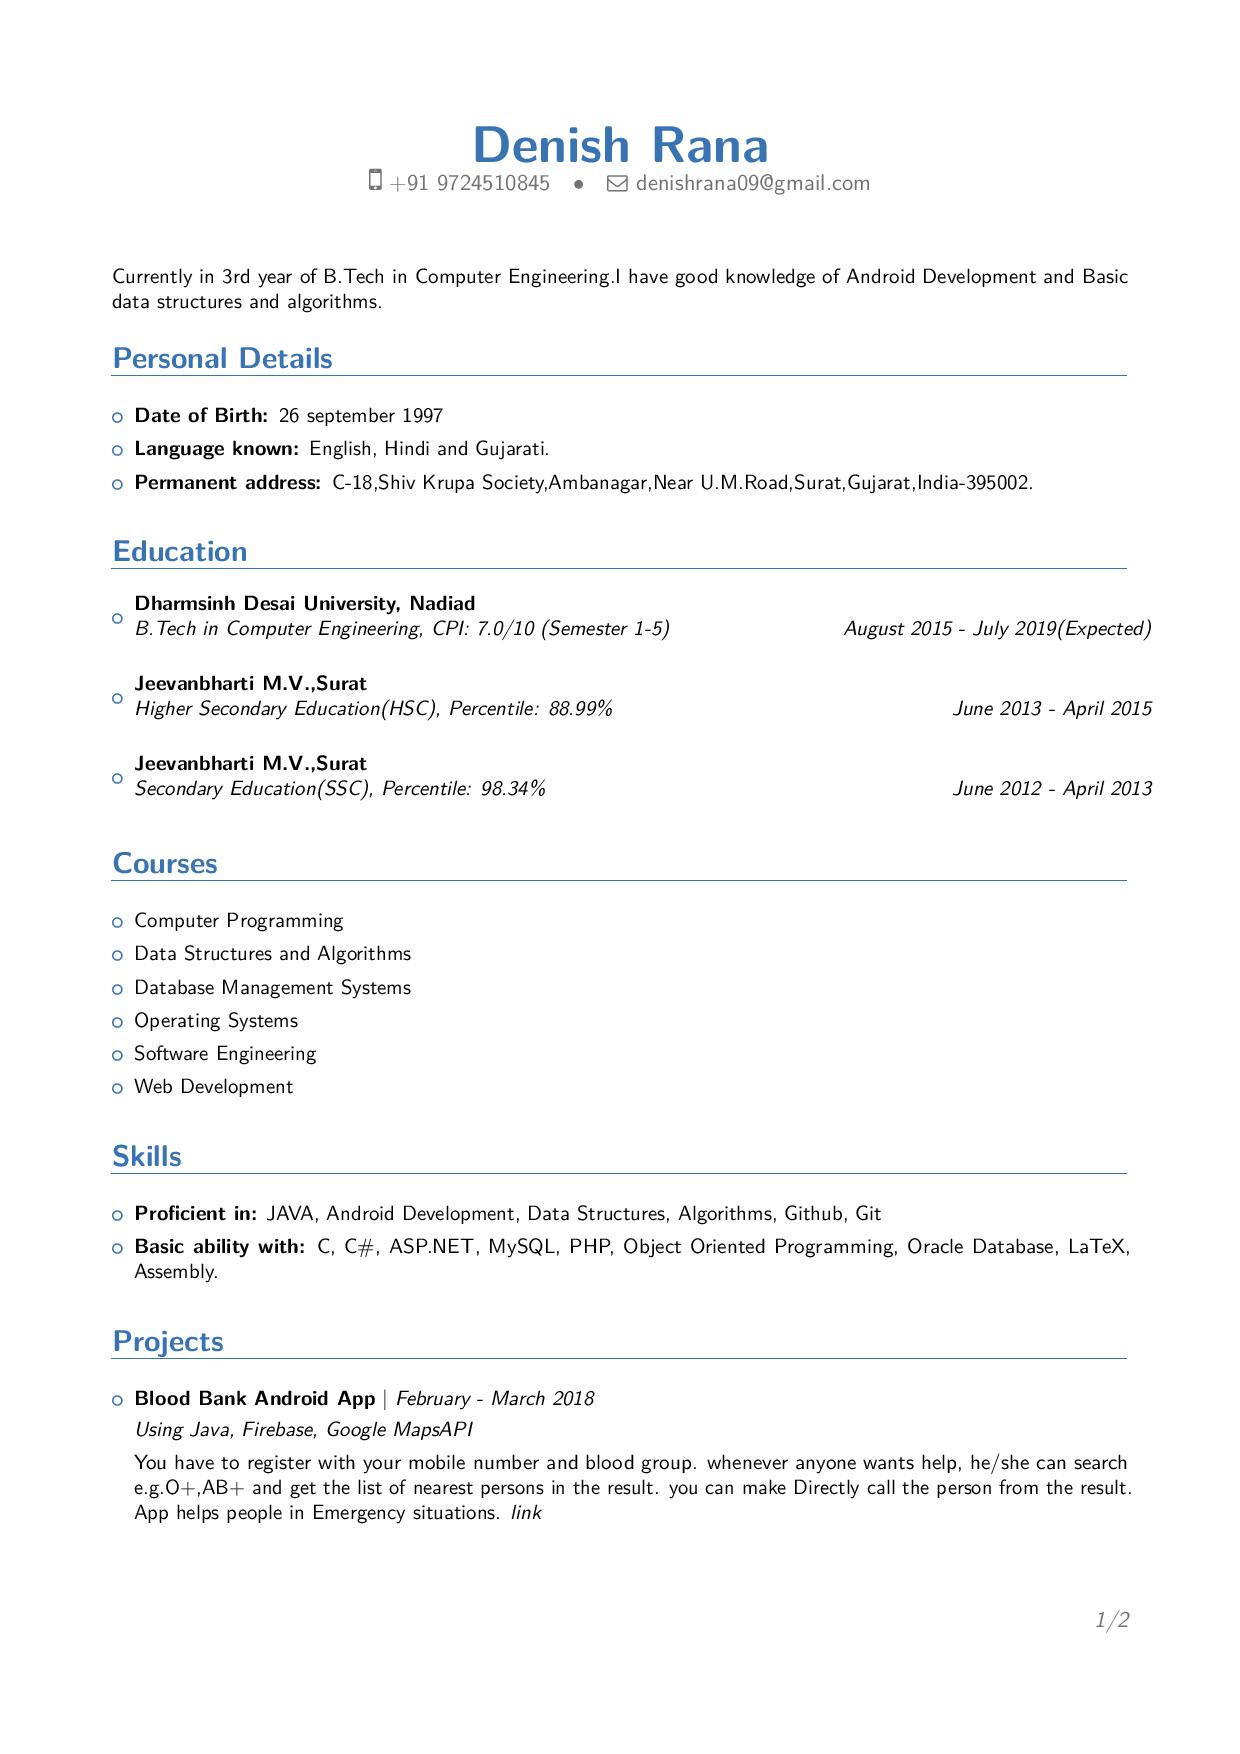 Denish Rana
+91 9724510845 • denishrana09@gmail.com
Currently in 3rd year of B.Tech in Computer Engineering.I have good knowledge of Android Development and Basic
data structures and algorithms.
Personal Details
Date of Birth: 26 september 1997
Language known: English, Hindi and Gujarati.
Permanent address: C-18,Shiv Krupa Society,Ambanagar,Near U.M.Road,Surat,Gujarat,India-395002.
Education
Dharmsinh Desai University, Nadiad
B.Tech in Computer Engineering, CPI: 7.0/10 (Semester 1-5) August 2015 - July 2019(Expected)
Jeevanbharti M.V.,Surat
Higher Secondary Education(HSC), Percentile: 88.99% June 2013 - April 2015
Jeevanbharti M.V.,Surat
Secondary Education(SSC), Percentile: 98.34% June 2012 - April 2013
Courses
Computer Programming
Data Structures and Algorithms
Database Management Systems
Operating Systems
Software Engineering
Web Development
Skills
Proficient in: JAVA, Android Development, Data Structures, Algorithms, Github, Git
Basic ability with: C, C#, ASP.NET, MySQL, PHP, Object Oriented Programming, Oracle Database, LaTeX,
Assembly.
Projects
Blood Bank Android App | February - March 2018
Using Java, Firebase, Google MapsAPI
You have to register with your mobile number and blood group. whenever anyone wants help, he/she can search
e.g.O+,AB+ and get the list of nearest persons in the result. you can make Directly call the person from the result.
App helps people in Emergency situations. link
1/2